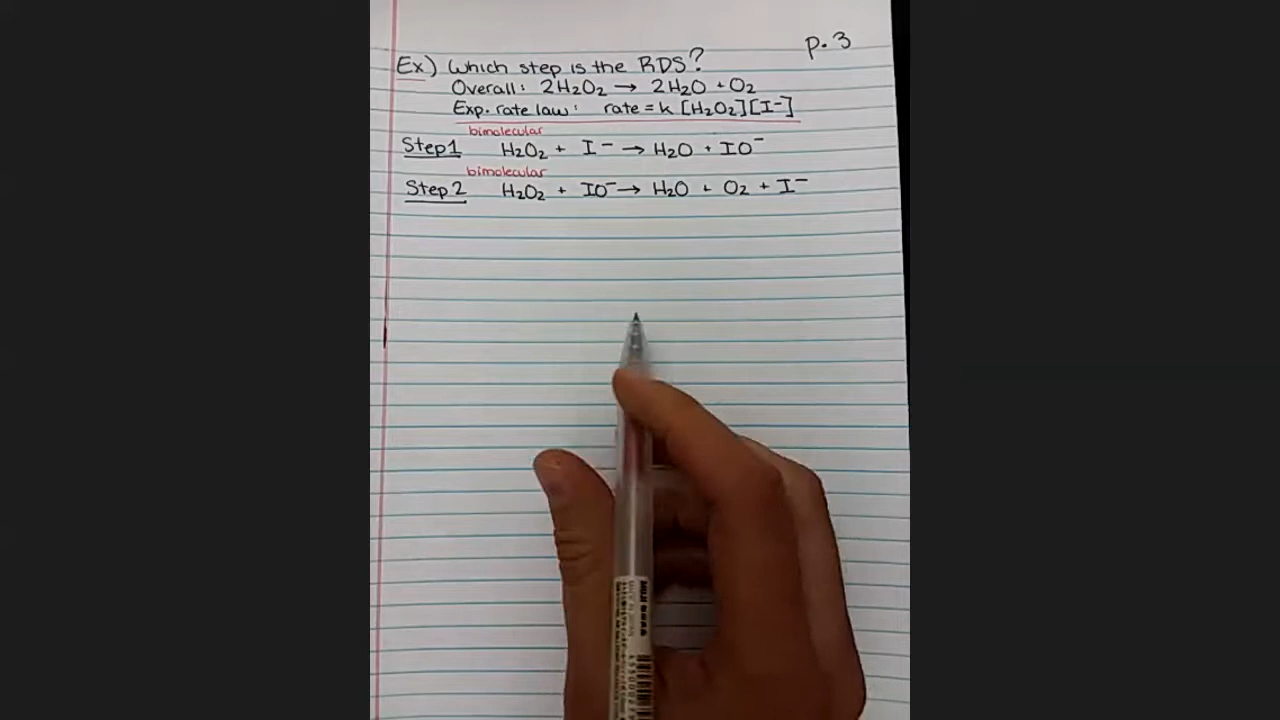 p. 3
Ex) Which step is the RDS?
Overall: 2H₂O₂ → 2H₂O + O₂
Exp. rate law: rate = k [H₂O₂][I⁻]
bimolecular
Step 1 H₂O₂ + I⁻ → H₂O + IO⁻
bimolecular
Step 2 H₂O₂ + IO⁻ → H₂O + O₂ + I⁻